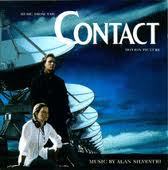 MUSIC FROM THE
CONTACT
MOTION PICTURE
MUSIC BY ALAN SILVESTRI